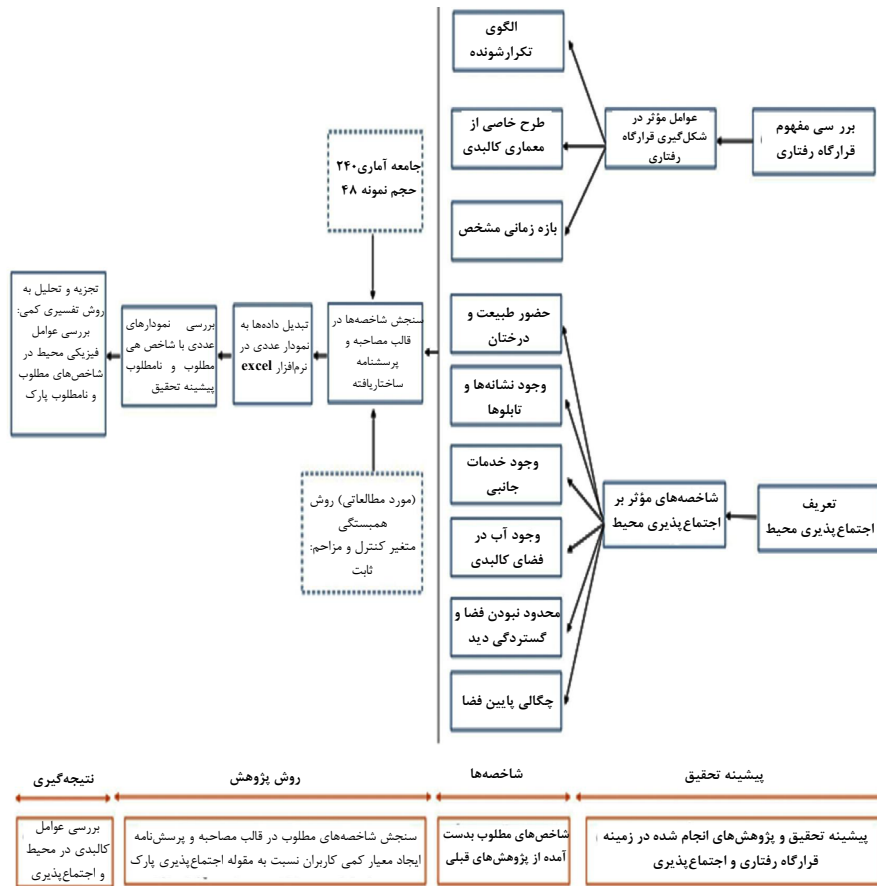 برر سی مفهوم
قرارگاه رفتاری
عوامل مؤثر در
شکل‌گیری قرارگاه
رفتاری
الگوی
تکرارشونده
طرح خاصی از
معماری کالبدی
بازه زمانی مشخص
تعریف
اجتماع‌پذیری محیط
شاخصه‌های مؤثر بر
اجتماع‌پذیری محیط
حضور طبیعت و
درختان
وجود نشانه‌ها و
تابلوها
وجود خدمات
جانبی
وجود آب در
فضای کالبدی
محدود نبودن فضا و
گستردگی دید
چگالی پایین فضا
جامعه آماری۲۴۰
حجم نمونه ۴۸
سنجش شاخصه‌ها در
قالب مصاحبه و
پرسشنامه
ساختاریافته
(مورد مطالعاتی) روش
همبستگی
متغیر کنترل و مزاحم:
ثابت
تبدیل داده‌ها به
نمودار عددی در
نرم‌افزار excel
بررسی نمودارهای
عددی با شاخص هی
مطلوب و نامطلوب
پیشینه تحقیق
تجزیه و تحلیل به
روش تفسیری کمی:
بررسی عوامل
فیزیکی محیط در
شاخص‌های مطلوب
و نامطلوب پارک
پیشینه تحقیق
شاخصه‌ها
روش پژوهش
نتیجه‌گیری
پیشینه تحقیق و پژوهش‌های انجام شده در زمینه
قرارگاه رفتاری و اجتماع‌پذیری
شاخص‌های مطلوب بدست
آمده از پژوهش‌های قبلی
سنجش شاخصه‌های مطلوب در قالب مصاحبه و پرسش‌نامه
ایجاد معیار کمی کاربران نسبت به مقوله اجتماع‌پذیری پارک
بررسی عوامل
کالبدی در محیط
و اجتماع‌پذیری